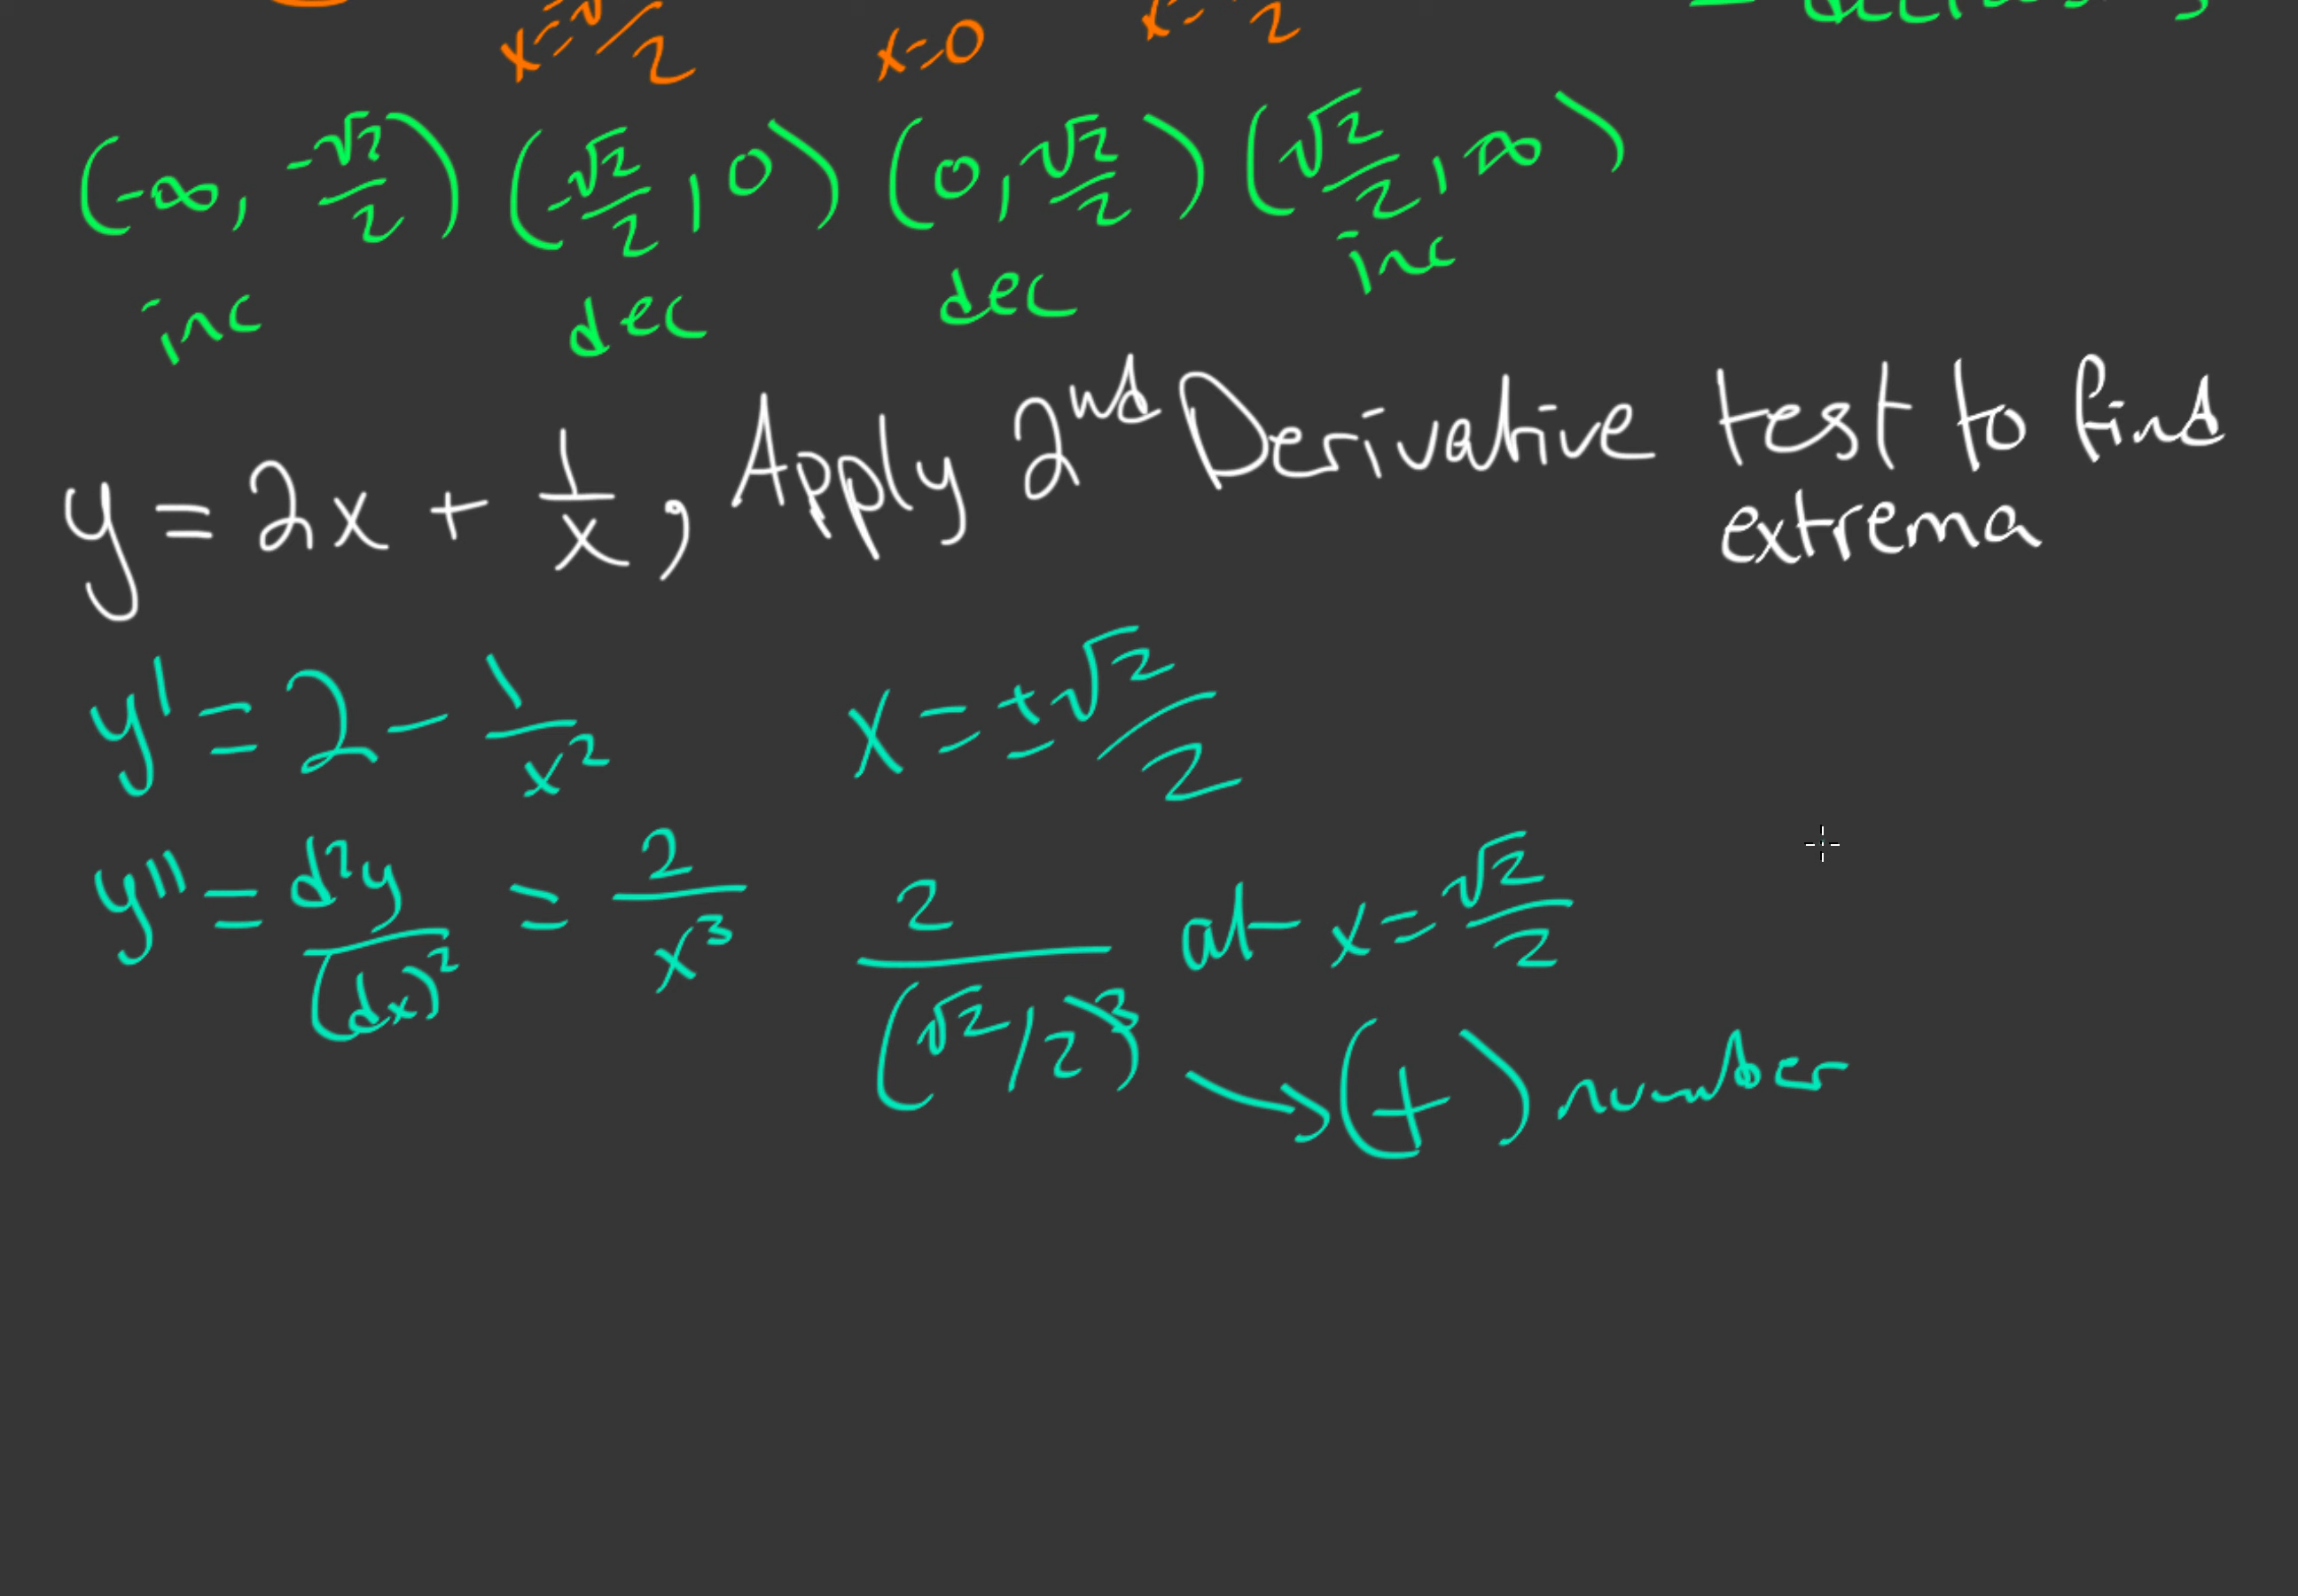 x=-√2/2 x=0
(-∞, -√2/2) (-√2/2, 0) (0, √2/2) (√2/2, ∞)
inc dec dec inc
y = 2x + 1/x, Apply 2nd Derivative test to find
extrema
y' = 2 - 1/x² x = ±√2/2
y'' = d²y/(dx)² = 2/x³ 2/(√2/2)³ at x = √2/2
→ (+) number